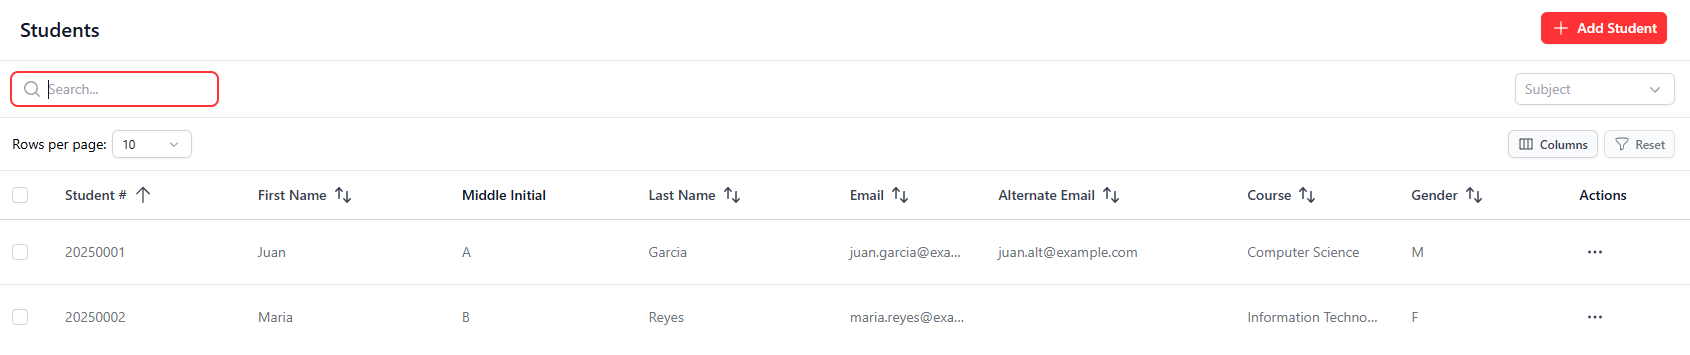 Students
Add Student
Search...
Subject
Rows per page: 10
Columns
Reset
Student # First Name Middle Initial Last Name Email Alternate Email Course Gender Actions
20250001 Juan A Garcia juan.garcia@exa... juan.alt@example.com Computer Science M ...
20250002 Maria B Reyes maria.reyes@exa... Information Techno... F ...